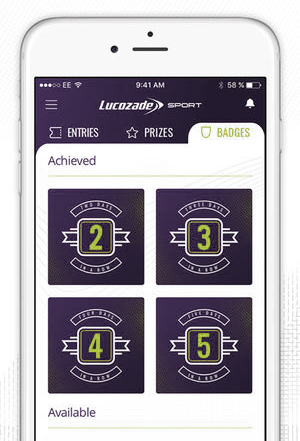 EE 9:41 AM 58 %
Lucozade SPORT
ENTRIES PRIZES BADGES
Achieved
TWO DAYS THREE DAYS
2 3
IN A ROW IN A ROW
FOUR DAYS FIVE DAYS
4 5
IN A ROW IN A ROW
Available